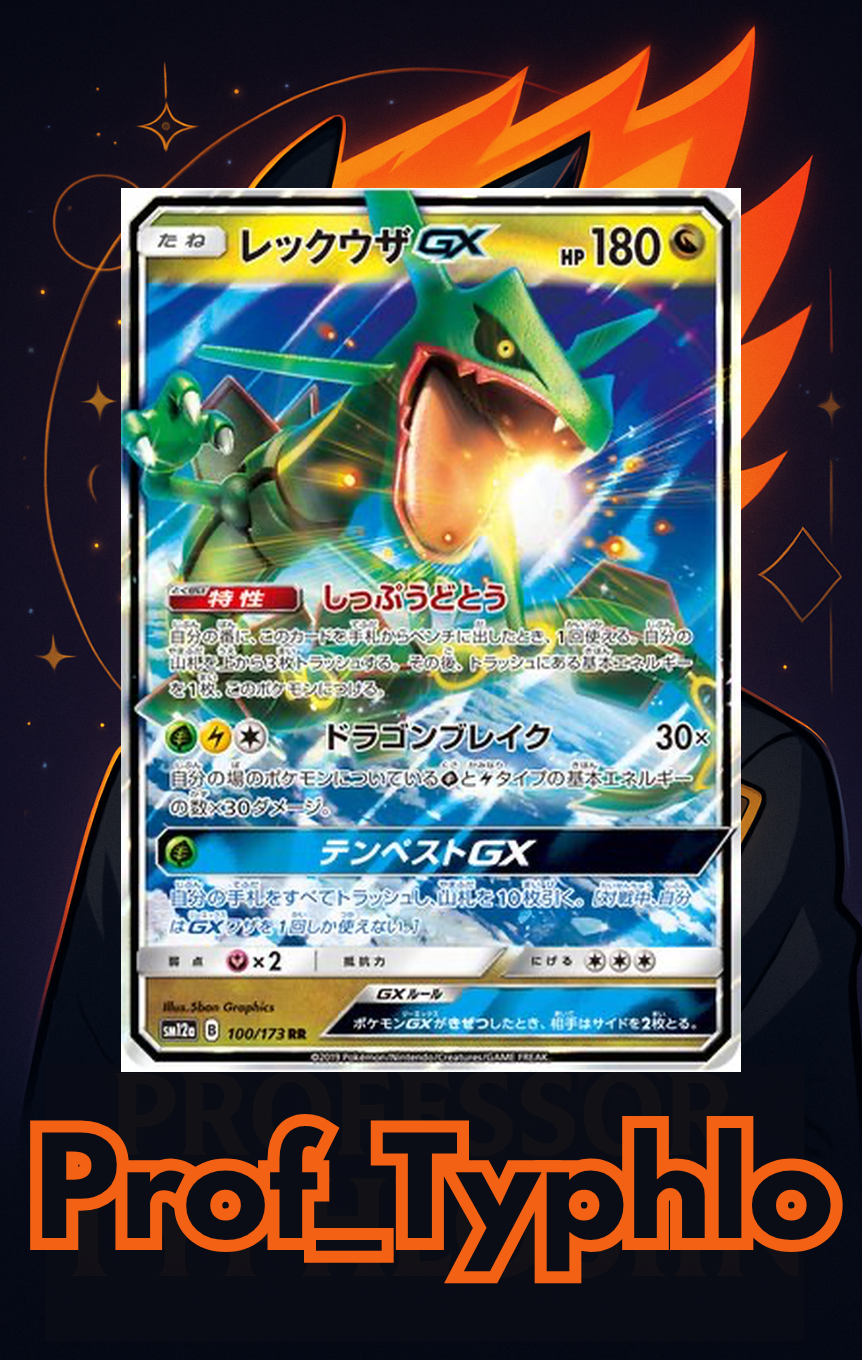 たね レックウザGX HP 180
特性 しっぷうどとう
自分の番に、このカードを手札からベンチに出したとき、1回使える。自分の
山札を上から3枚トラッシュする。その後、トラッシュにある基本エネルギー
を1枚、このポケモンにつける。
ドラゴンブレイク 30×
自分の場のポケモンについている と タイプの基本エネルギー
の数×30ダメージ。
テンペストGX
自分の手札をすべてトラッシュし、山札を10枚引く。[対戦中、自分
はGXワザを1回しか使えない。]
弱点 ×2 抵抗力 にげる
GXルール
Illus.5ban Graphics
ポケモンGXがきぜつしたとき、相手はサイドを2枚とる。
SM12a B 100/173 RR
©2019 Pokémon/Nintendo/Creatures/GAME FREAK.
PROFESSOR
Prof_Typhlo